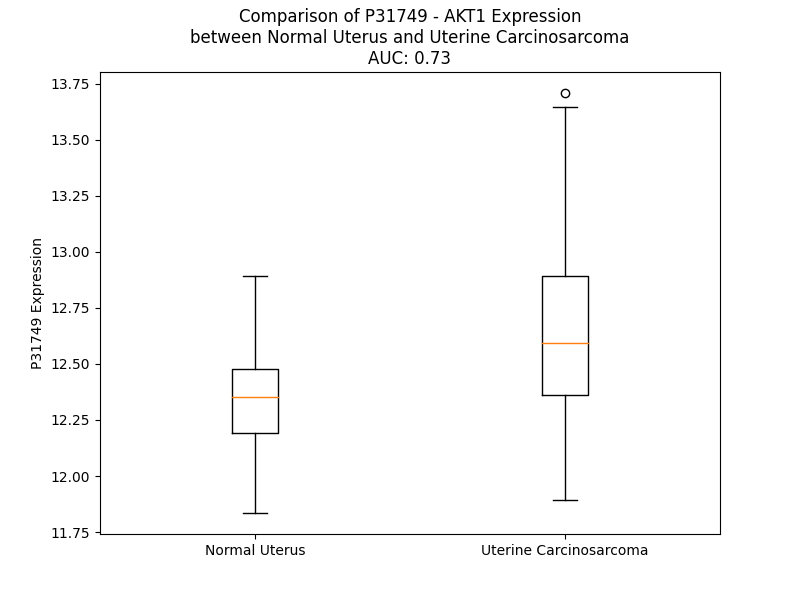 Comparison of P31749 - AKT1 Expression
between Normal Uterus and Uterine Carcinosarcoma
AUC: 0.73
13.75
13.50
13.25
13.00
12.75
12.50
12.25
12.00
11.75
P31749 Expression
Normal Uterus
Uterine Carcinosarcoma